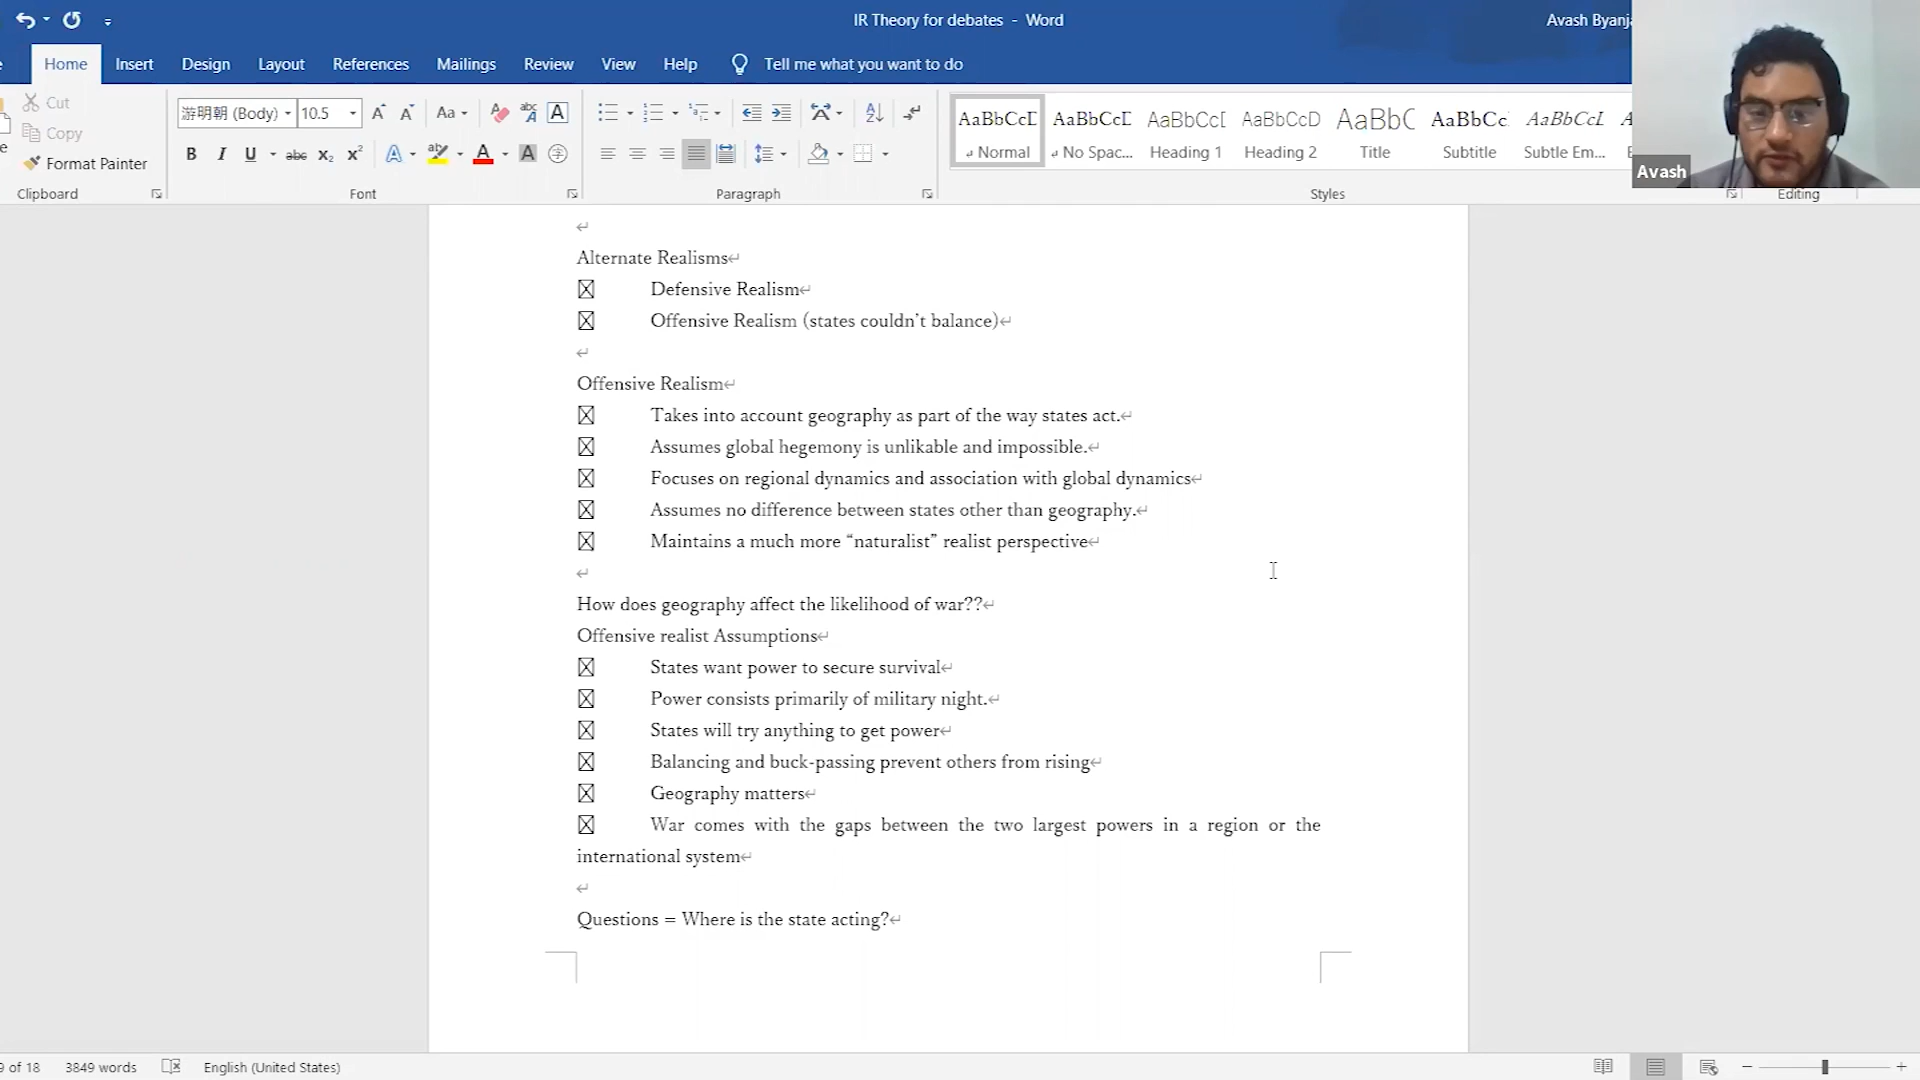 IR Theory for debates - Word
Avash Byanj
Home Insert Design Layout References Mailings Review View Help Tell me what you want to do
Cut
Copy
Format Painter
Clipboard
游明朝 (Body) 10.5
Font
Paragraph
AaBbCcD AaBbCcD AaBbCcD AaBbCcD AaBbC AaBbCc AaBbCcL
Normal No Spac... Heading 1 Heading 2 Title Subtitle Subtle Em...
Styles
Editing
Avash
Alternate Realisms
Defensive Realism
Offensive Realism (states couldn't balance)
Offensive Realism
Takes into account geography as part of the way states act.
Assumes global hegemony is unlikable and impossible.
Focuses on regional dynamics and association with global dynamics
Assumes no difference between states other than geography.
Maintains a much more “naturalist” realist perspective
How does geography affect the likelihood of war??
Offensive realist Assumptions
States want power to secure survival
Power consists primarily of military night.
States will try anything to get power
Balancing and buck-passing prevent others from rising
Geography matters
War comes with the gaps between the two largest powers in a region or the
international system
Questions = Where is the state acting?
9 of 18 3849 words English (United States)